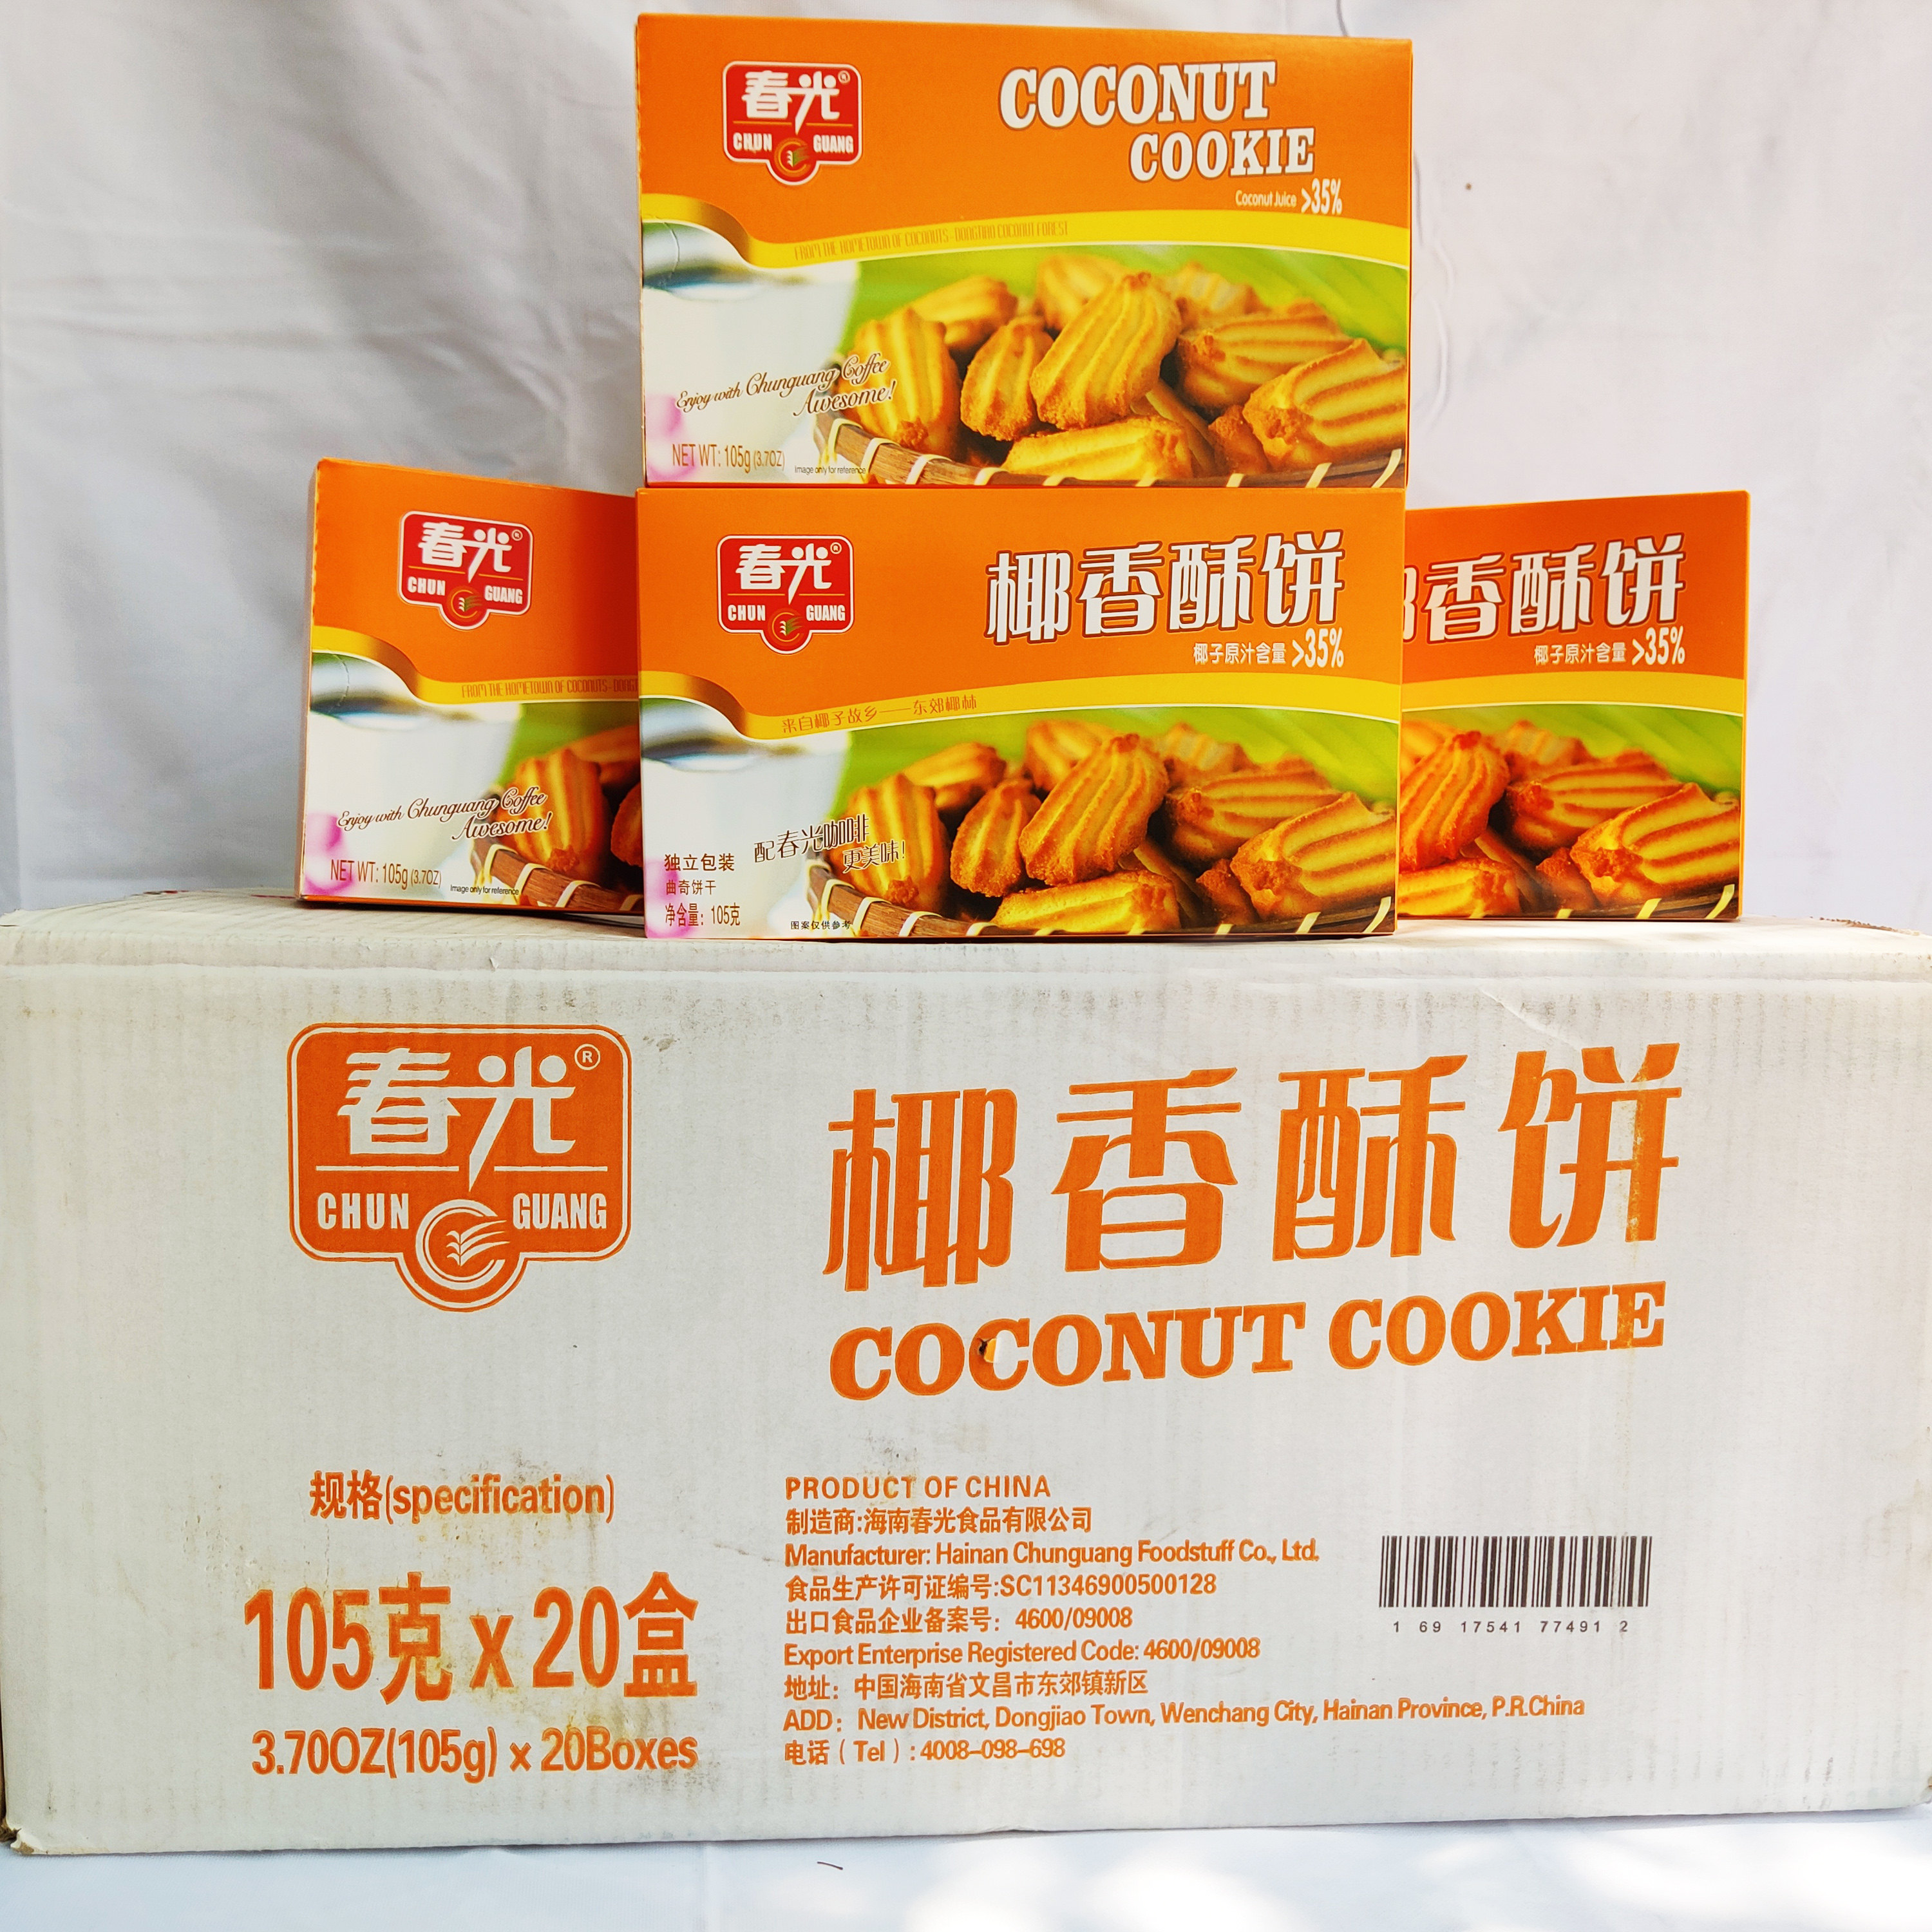 春光®
CHUN GUANG
COCONUT
COOKIE
Coconut Juice >35%
FROM THE HOMETOWN OF COCONUTS-DONGJIAO COCONUT FOREST
Enjoy with Chunguang Coffee
Awesome!
NET WT: 105g (3.7OZ)
Image only for reference
春光®
CHUN GUANG
FROM THE HOMETOWN OF COCONUTS-
Enjoy with Chunguang Coffee
Awesome!
NET WT: 105g (3.7OZ)
Image only for reference
春光®
CHUN GUANG
椰香酥饼
椰子原汁含量 >35%
来自椰子故乡——东郊椰林
配春光咖啡
更美味!
独立包装
曲奇饼干
净含量：105克
图案仅供参考
香酥饼
椰子原汁含量 >35%
春光®
CHUN GUANG
椰香酥饼
COCONUT COOKIE
规格(specification)
105克 x 20盒
3.70OZ(105g) × 20Boxes
PRODUCT OF CHINA
制造商:海南春光食品有限公司
Manufacturer: Hainan Chunguang Foodstuff Co., Ltd.
食品生产许可证编号:SC11346900500128
出口食品企业备案号：4600/09008
Export Enterprise Registered Code: 4600/09008
地址：中国海南省文昌市东郊镇新区
ADD：New District, Dongjiao Town, Wenchang City, Hainan Province, P.R.China
电话（Tel）: 4008-098-698
1 69 17541 77491 2